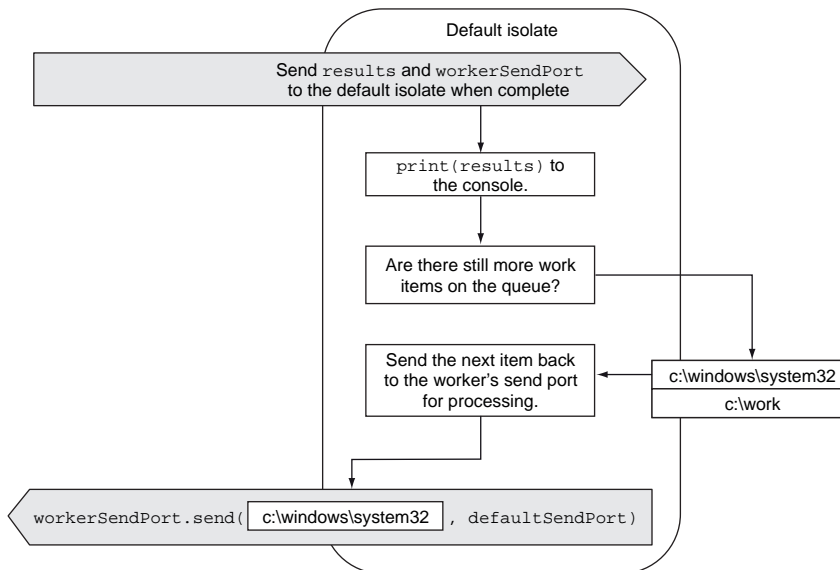 Default isolate
Send results and workerSendPort
to the default isolate when complete
print(results) to
the console.
Are there still more work
items on the queue?
Send the next item back
to the worker's send port
for processing.
c:\windows\system32
c:\work
workerSendPort.send( c:\windows\system32 , defaultSendPort)